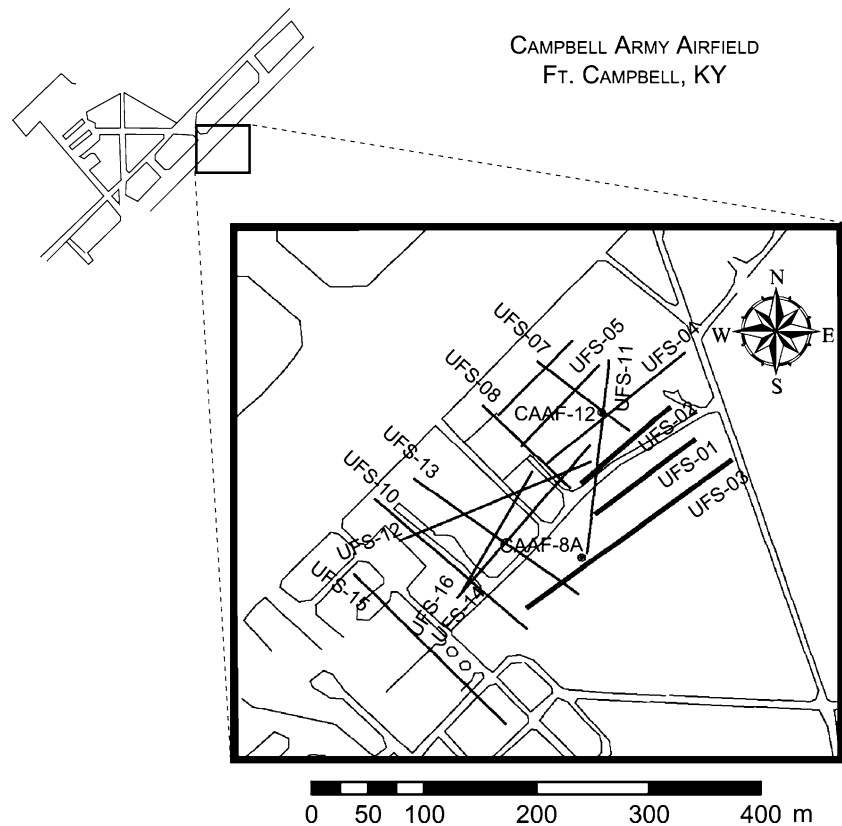 CAMPBELL ARMY AIRFIELD
FT. CAMPBELL, KY
N
W
E
S
UFS-07
UFS-05
UFS-11
UFS-04
UFS-08
CAAF-12
UFS-02
UFS-13
UFS-01
UFS-10
UFS-03
UFS-12
CAAF-8A
UFS-15
UFS-16
UFS-14
0 50 100 200 300 400 m